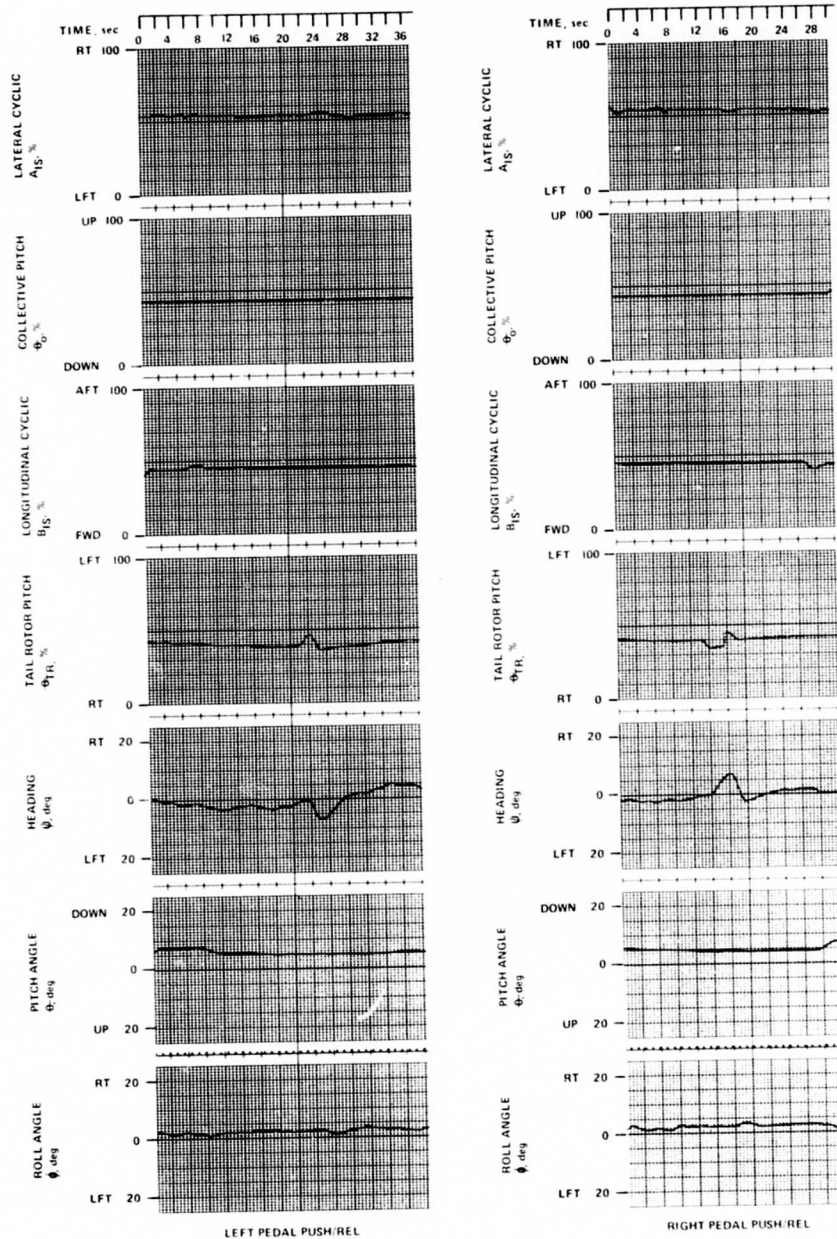 TIME, sec
0 4 8 12 16 20 24 28 32 36
RT 100
LATERAL CYCLIC
A1S, %
LFT 0
UP 100
COLLECTIVE PITCH
θo, %
DOWN 0
AFT 100
LONGITUDINAL CYCLIC
B1S, %
FWD 0
LFT 100
TAIL ROTOR PITCH
θTR, %
RT 0
RT 20
HEADING
ψ, deg
0
LFT 20
DOWN 20
PITCH ANGLE
θ, deg
0
UP 20
RT 20
ROLL ANGLE
ϕ, deg
0
LFT 20
LEFT PEDAL PUSH/REL
TIME, sec
0 4 8 12 16 20 24 28
RT 100
LATERAL CYCLIC
A1S, %
LFT 0
UP 100
COLLECTIVE PITCH
θo, %
DOWN 0
AFT 100
LONGITUDINAL CYCLIC
B1S, %
FWD 0
LFT 100
TAIL ROTOR PITCH
θTR, %
RT 0
RT 20
HEADING
ψ, deg
0
LFT 20
DOWN 20
PITCH ANGLE
θ, deg
0
UP 20
RT 20
ROLL ANGLE
ϕ, deg
0
LFT 20
RIGHT PEDAL PUSH/REL